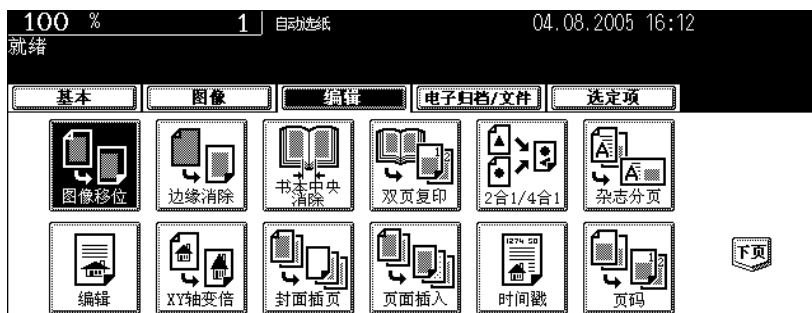 100 % 1 自动选纸 04.08.2005 16:12
就绪
基本 图像 编辑 电子归档/文件 选定项
图像移位 边缘消除 书本中央消除 双页复印 2合1/4合1 杂志分页
下页
编辑 XY轴变倍 封面插页 页面插入 时间戳 页码